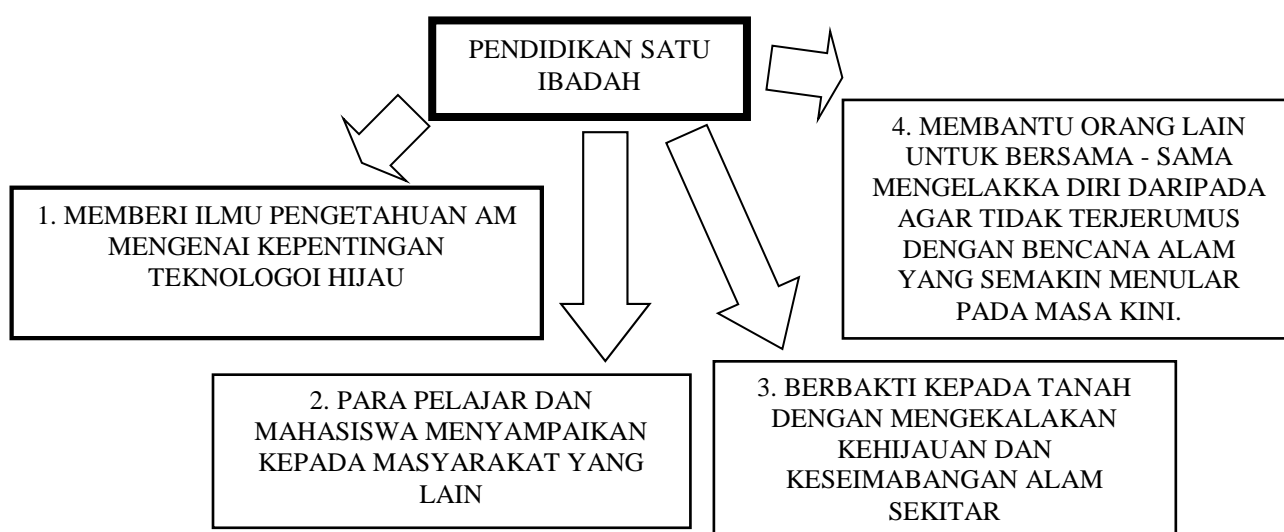 PENDIDIKAN SATU
IBADAH
1. MEMBERI ILMU PENGETAHUAN AM
MENGENAI KEPENTINGAN
TEKNOLOGOI HIJAU
2. PARA PELAJAR DAN
MAHASISWA MENYAMPAIKAN
KEPADA MASYARAKAT YANG
LAIN
3. BERBAKTI KEPADA TANAH
DENGAN MENGEKALAKAN
KEHIJAUAN DAN
KESEIMABANGAN ALAM
SEKITAR
4. MEMBANTU ORANG LAIN
UNTUK BERSAMA - SAMA
MENGELAKKA DIRI DARIPADA
AGAR TIDAK TERJERUMUS
DENGAN BENCANA ALAM
YANG SEMAKIN MENULAR
PADA MASA KINI.